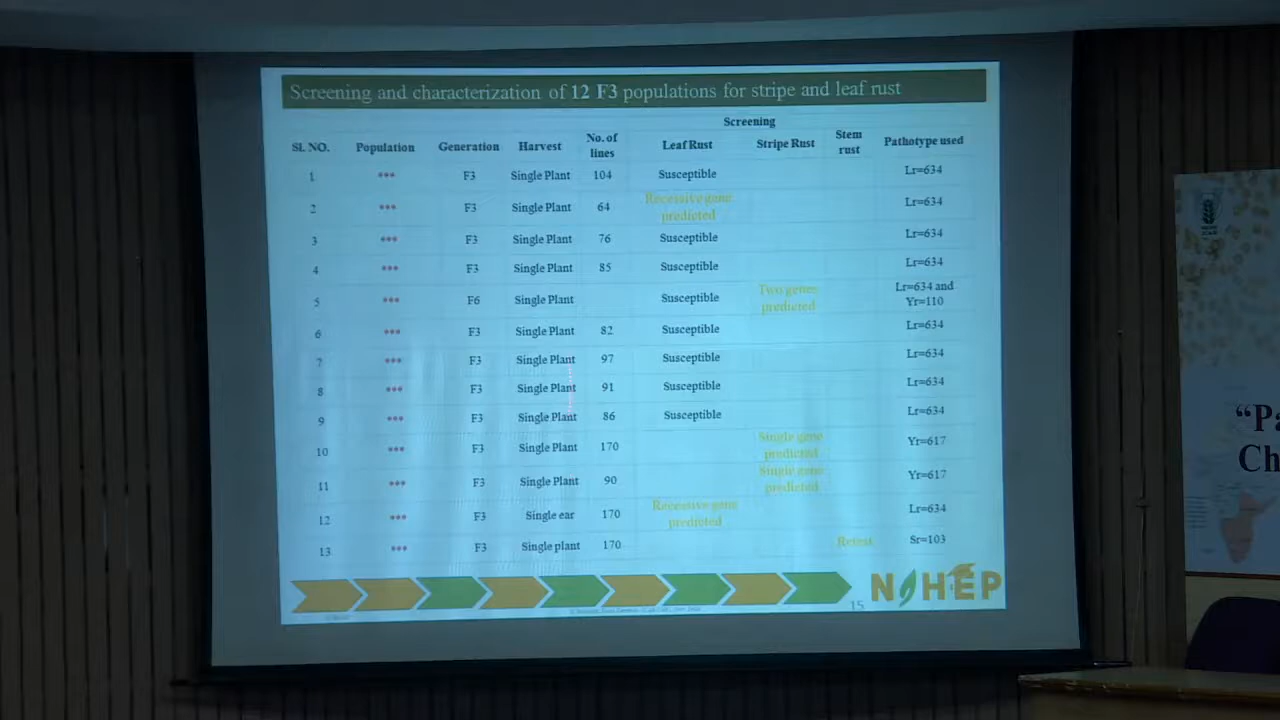 Screening and characterization of 12 F3 populations for stripe and leaf rust
Screening
Sl. NO. Population Generation Harvest No. of lines Leaf Rust Stripe Rust Stem rust Pathotype used
1 *** F3 Single Plant 104 Susceptible Lr=634
2 *** F3 Single Plant 64 Recessive gene predicted Lr=634
3 *** F3 Single Plant 76 Susceptible Lr=634
4 *** F3 Single Plant 85 Susceptible Lr=634
5 *** F6 Single Plant Susceptible Two genes predicted Lr=634 and Yr=110
6 *** F3 Single Plant 82 Susceptible Lr=634
7 *** F3 Single Plant 97 Susceptible Lr=634
8 *** F3 Single Plant 91 Susceptible Lr=634
9 *** F3 Single Plant 86 Susceptible Lr=634
10 *** F3 Single Plant 170 Single gene predicted Yr=617
11 *** F3 Single Plant 90 Single gene predicted Yr=617
12 *** F3 Single ear 170 Recessive gene predicted Lr=634
13 *** F3 Single plant 170 Retest Sr=103
NAHEP
15
“Pa
Ch